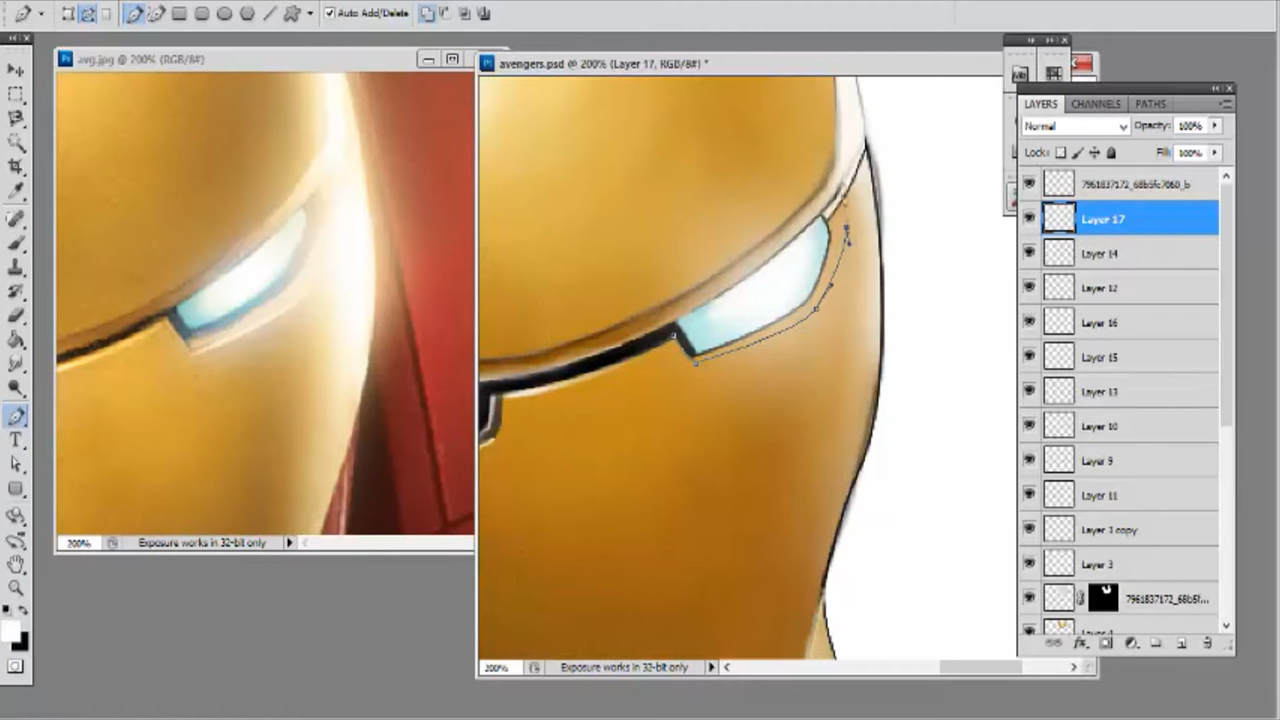 Auto Add/Delete
avg.jpg @ 200% (RGB/8#)
avengers.psd @ 200% (Layer 17, RGB/8#) *
LAYERS CHANNELS PATHS
Normal Opacity: 100%
Lock: Fill: 100%
7961837172_68b5fc7060_b
Layer 17
Layer 14
Layer 12
Layer 16
Layer 15
Layer 13
Layer 10
Layer 9
Layer 11
Layer 3 copy
Layer 3
7961837172_68b5f...
200% Exposure works in 32-bit only
200% Exposure works in 32-bit only